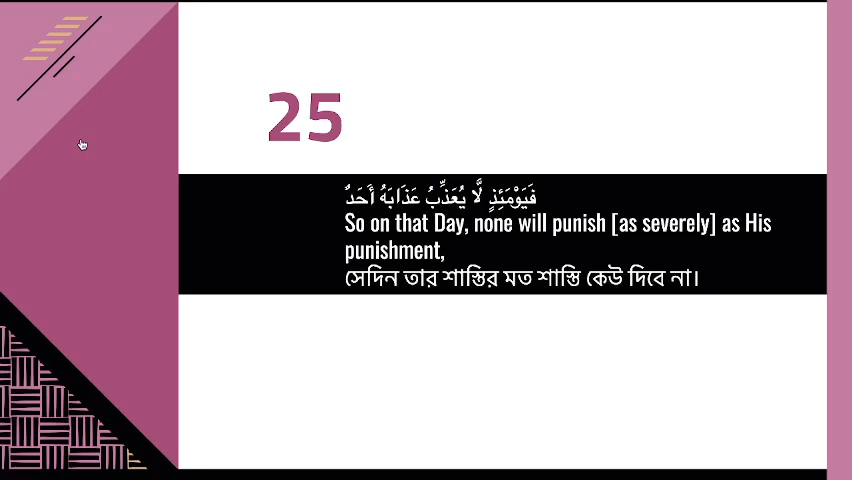 25
فَيَوْمَئِذٍ لَّا يُعَذِّبُ عَذَابَهُ أَحَدٌ
So on that Day, none will punish [as severely] as His
punishment,
সেদিন তার শাস্তির মত শাস্তি কেউ দিবে না।